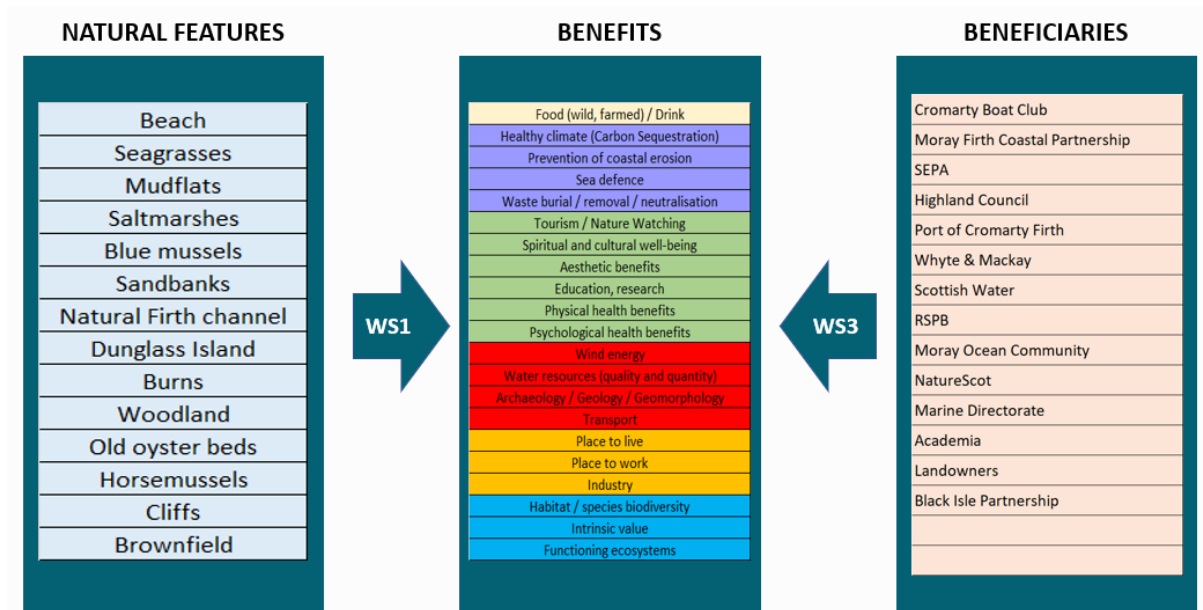 NATURAL FEATURES
Beach
Seagrasses
Mudflats
Saltmarshes
Blue mussels
Sandbanks
Natural Firth channel
Dunglass Island
Burns
Woodland
Old oyster beds
Horsemussels
Cliffs
Brownfield
WS1
BENEFITS
Food (wild, farmed) / Drink
Healthy climate (Carbon Sequestration)
Prevention of coastal erosion
Sea defence
Waste burial / removal / neutralisation
Tourism / Nature Watching
Spiritual and cultural well-being
Aesthetic benefits
Education, research
Physical health benefits
Psychological health benefits
Wind energy
Water resources (quality and quantity)
Archaeology / Geology / Geomorphology
Transport
Place to live
Place to work
Industry
Habitat / species biodiversity
Intrinsic value
Functioning ecosystems
WS3
BENEFICIARIES
Cromarty Boat Club
Moray Firth Coastal Partnership
SEPA
Highland Council
Port of Cromarty Firth
Whyte & Mackay
Scottish Water
RSPB
Moray Ocean Community
NatureScot
Marine Directorate
Academia
Landowners
Black Isle Partnership